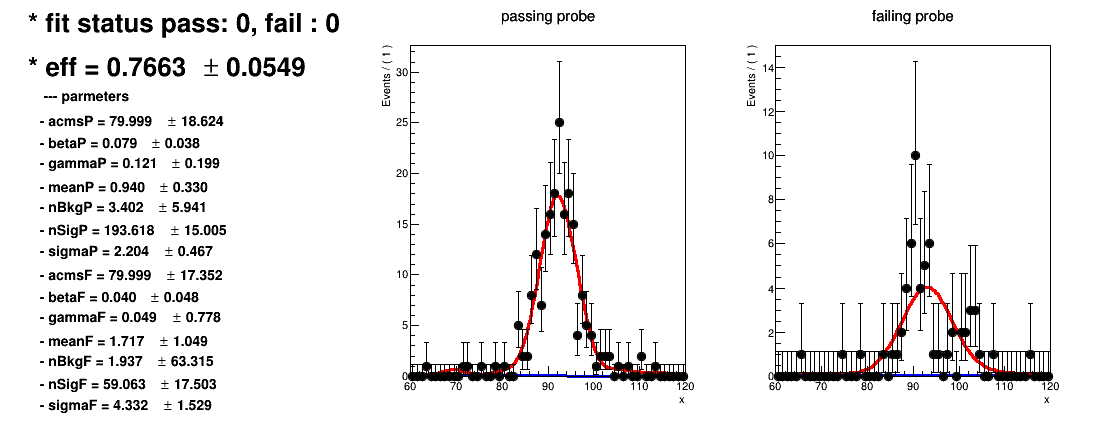 * fit status pass: 0, fail : 0
* eff = 0.7663 ± 0.0549
--- parmeters
- acmsP = 79.999 ± 18.624
- betaP = 0.079 ± 0.038
- gammaP = 0.121 ± 0.199
- meanP = 0.940 ± 0.330
- nBkgP = 3.402 ± 5.941
- nSigP = 193.618 ± 15.005
- sigmaP = 2.204 ± 0.467
- acmsF = 79.999 ± 17.352
- betaF = 0.040 ± 0.048
- gammaF = 0.049 ± 0.778
- meanF = 1.717 ± 1.049
- nBkgF = 1.937 ± 63.315
- nSigF = 59.063 ± 17.503
- sigmaF = 4.332 ± 1.529
passing probe
Events / ( 1 )
30
25
20
15
10
5
0
60 70 80 90 100 110 120
x
failing probe
Events / ( 1 )
14
12
10
8
6
4
2
0
60 70 80 90 100 110 120
x